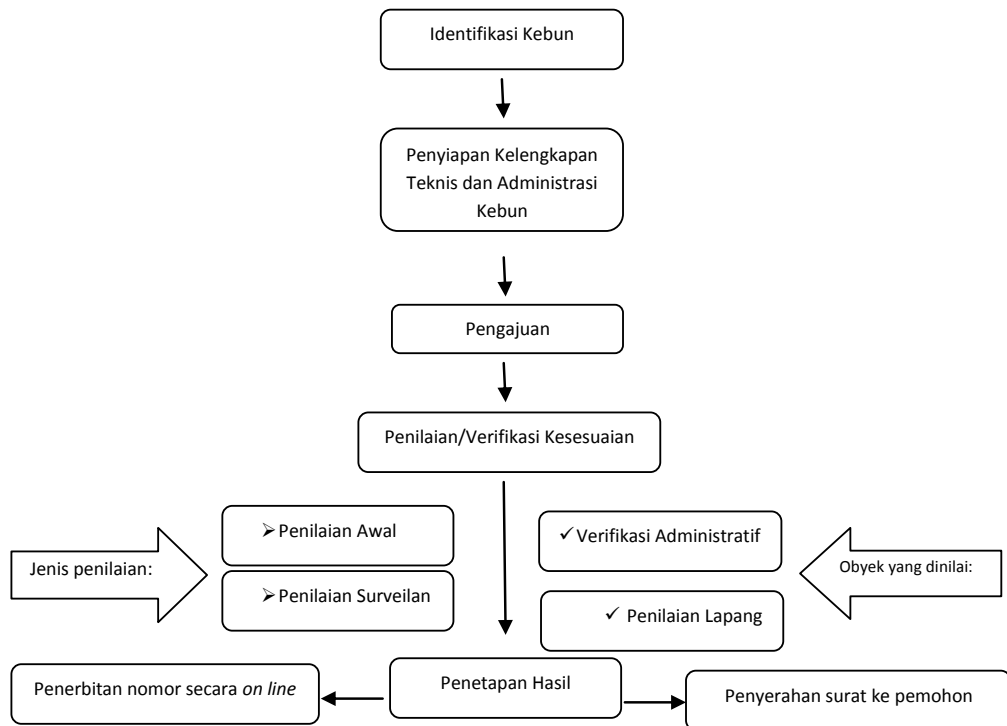 Identifikasi Kebun
Penyiapan Kelengkapan
Teknis dan Administrasi
Kebun
Pengajuan
Penilaian/Verifikasi Kesesuaian
Jenis penilaian:
➢Penilaian Awal
➢Penilaian Surveilan
✓Verifikasi Administratif
✓ Penilaian Lapang
Obyek yang dinilai:
Penerbitan nomor secara on line
Penetapan Hasil
Penyerahan surat ke pemohon